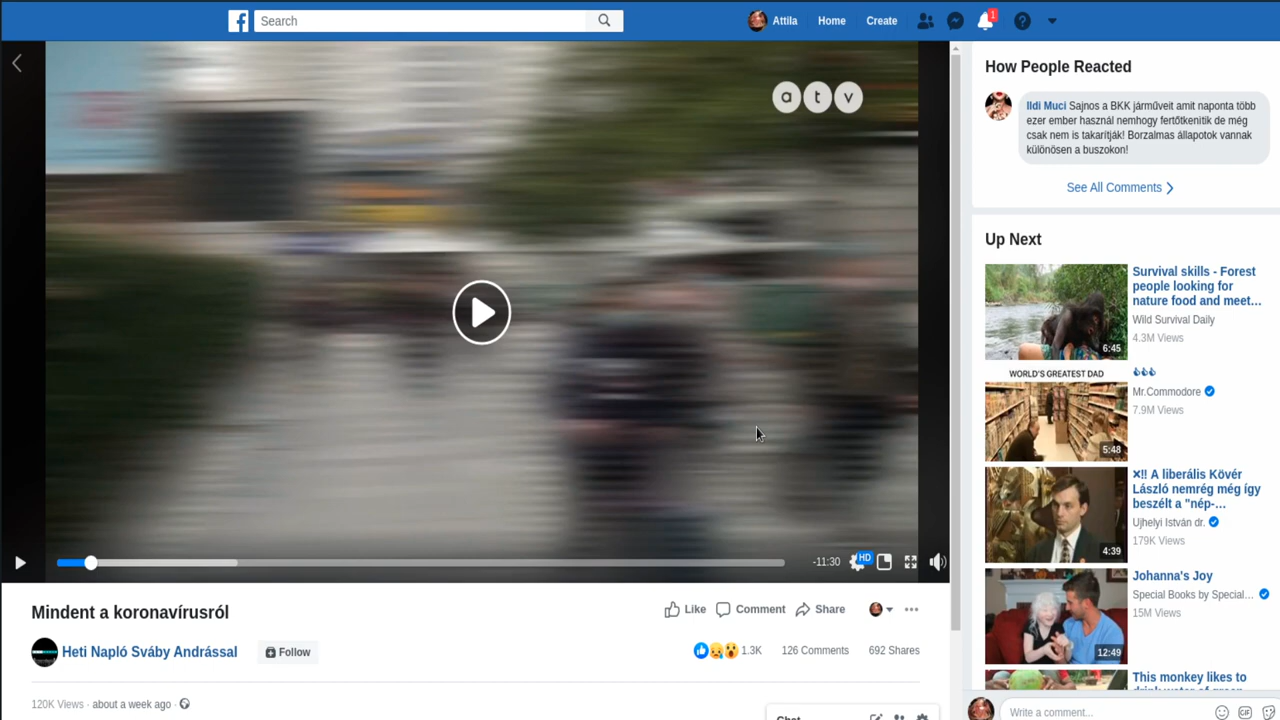 Search
Attila
Home
Create
1
a t v
-11:30
HD
Mindent a koronavírusról
Like
Comment
Share
Heti Napló Sváby Andrással
Follow
1.3K
126 Comments
692 Shares
120K Views · about a week ago ·
Chat
How People Reacted
Ildi Muci Sajnos a BKK járműveit amit naponta több
ezer ember használ nemhogy fertőtkenitik de még
csak nem is takarítják! Borzalmas állapotok vannak
különösen a buszokon!
See All Comments
Up Next
6:45
Survival skills - Forest
people looking for
nature food and meet...
Wild Survival Daily
4.3M Views
WORLD'S GREATEST DAD
5:48
Mr.Commodore
7.9M Views
4:39
×!! A liberális Kövér
László nemrég még így
beszélt a "nép-...
Ujhelyi István dr.
179K Views
12:49
Johanna's Joy
Special Books by Special...
15M Views
This monkey likes to
Write a comment...
GIF